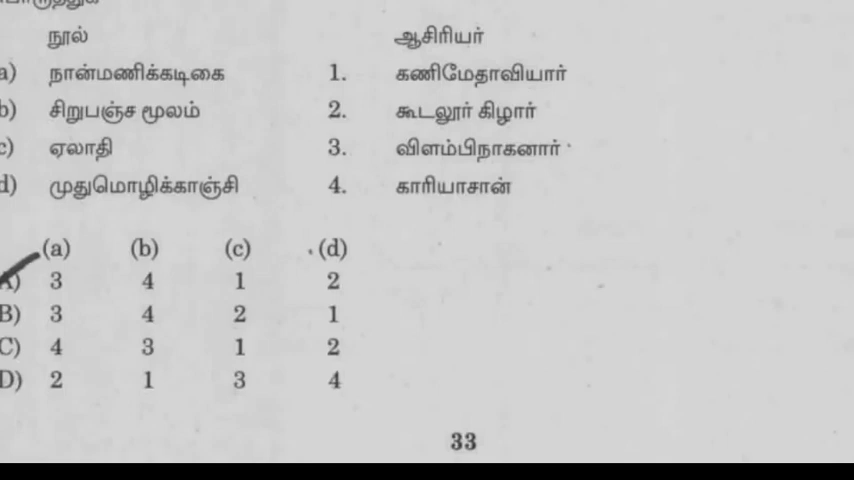 பொருத்துக
நூல் ஆசிரியர்
a) நான்மணிக்கடிகை 1. கணிமேதாவியார்
b) சிறுபஞ்ச மூலம் 2. கூடலூர் கிழார்
c) ஏலாதி 3. விளம்பிநாகனார்
d) முதுமொழிக்காஞ்சி 4. காரியாசான்
(a) (b) (c) (d)
A) 3 4 1 2
B) 3 4 2 1
C) 4 3 1 2
D) 2 1 3 4
33